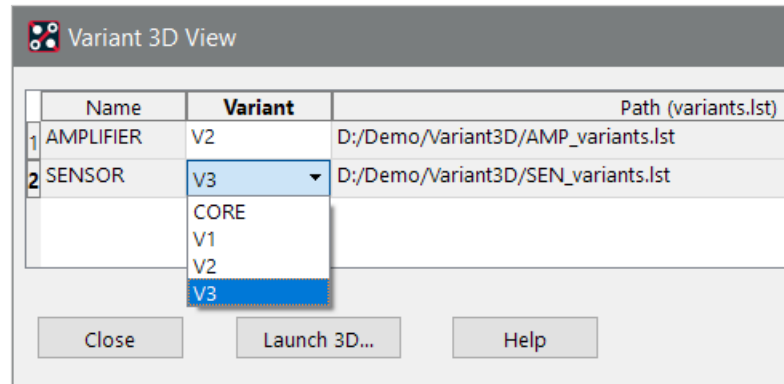 Variant 3D View
Name Variant Path (variants.lst)
1 AMPLIFIER V2 D:/Demo/Variant3D/AMP_variants.lst
2 SENSOR V3 D:/Demo/Variant3D/SEN_variants.lst
CORE
V1
V2
V3
Close Launch 3D... Help